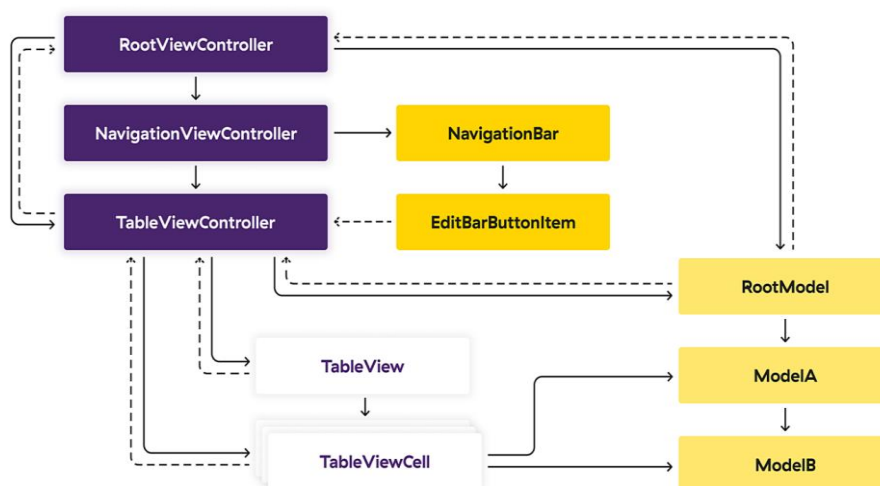 RootViewController
NavigationViewController
NavigationBar
TableViewController
EditBarButtonItem
RootModel
TableView
ModelA
TableViewCell
ModelB